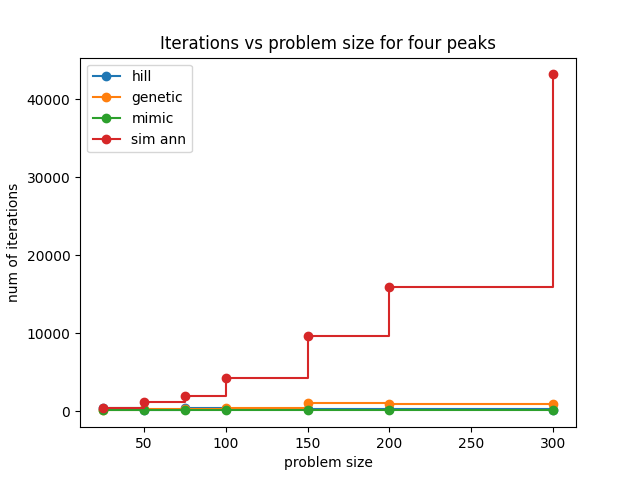 Iterations vs problem size for four peaks
hill
genetic
mimic
sim ann
num of iterations
40000
30000
20000
10000
0
50 100 150 200 250 300
problem size